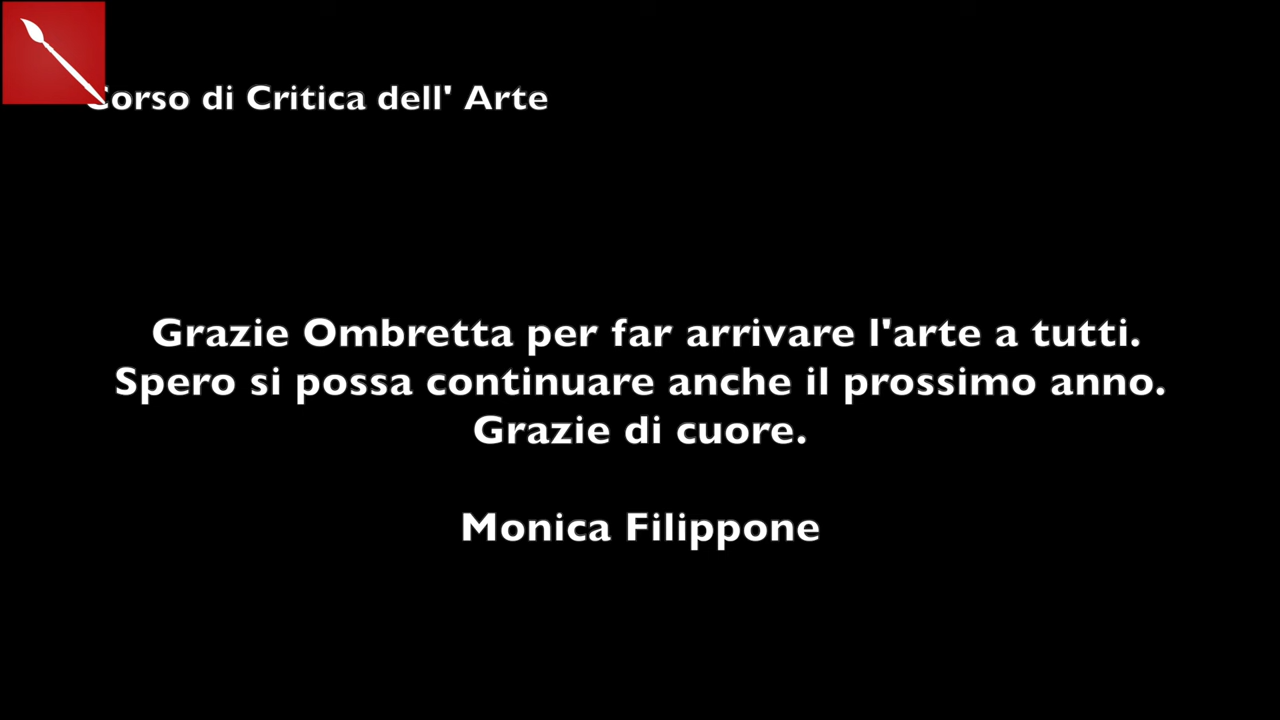 Corso di Critica dell' Arte
Grazie Ombretta per far arrivare l'arte a tutti.
Spero si possa continuare anche il prossimo anno.
Grazie di cuore.
Monica Filippone